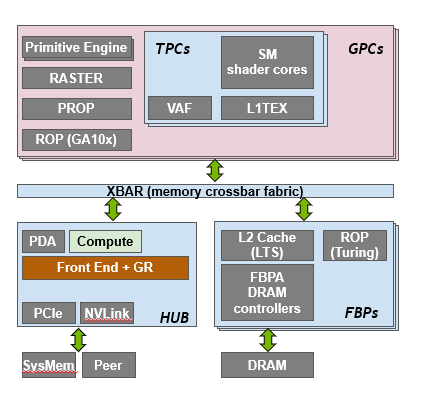 Primitive Engine
TPCs
SM
shader cores
GPCs
RASTER
PROP
VAF
L1TEX
ROP (GA10x)
XBAR (memory crossbar fabric)
PDA
Compute
L2 Cache
(LTS)
ROP
(Turing)
Front End + GR
FBPA
DRAM
controllers
PCIe
NVLink
HUB
FBPs
SysMem
Peer
DRAM